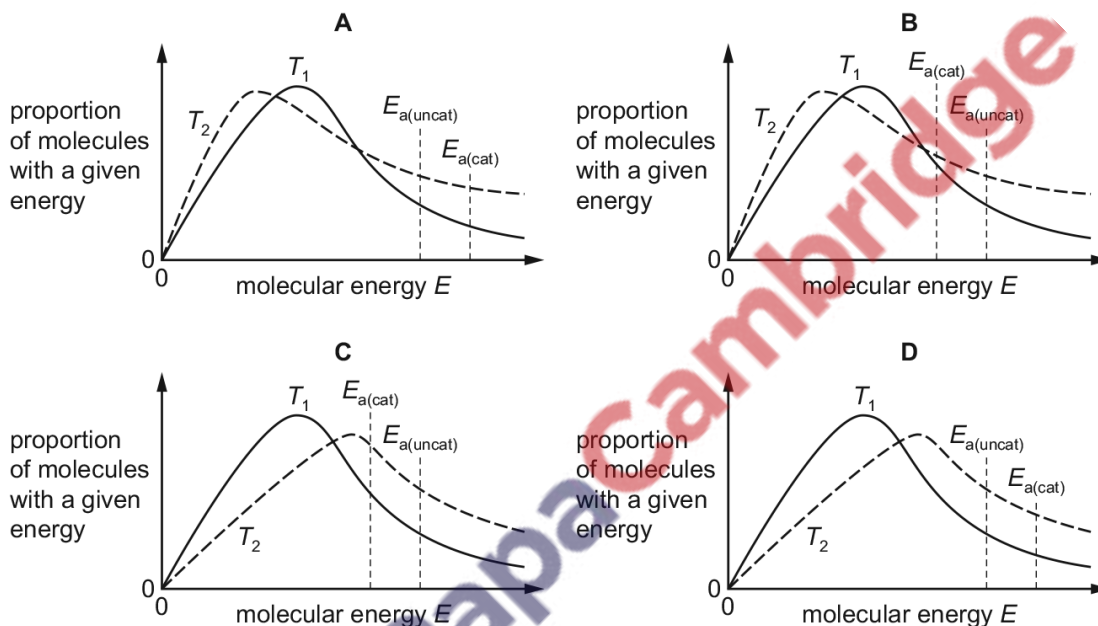 A
proportion
of molecules
with a given
energy
T2
T1
Ea(uncat)
Ea(cat)
0
0
molecular energy E
B
proportion
of molecules
with a given
energy
T2
T1
Ea(cat)
Ea(uncat)
0
0
molecular energy E
C
proportion
of molecules
with a given
energy
T1
T2
Ea(cat)
Ea(uncat)
0
0
molecular energy E
D
proportion
of molecules
with a given
energy
T1
T2
Ea(uncat)
Ea(cat)
0
0
molecular energy E
papaCambridge